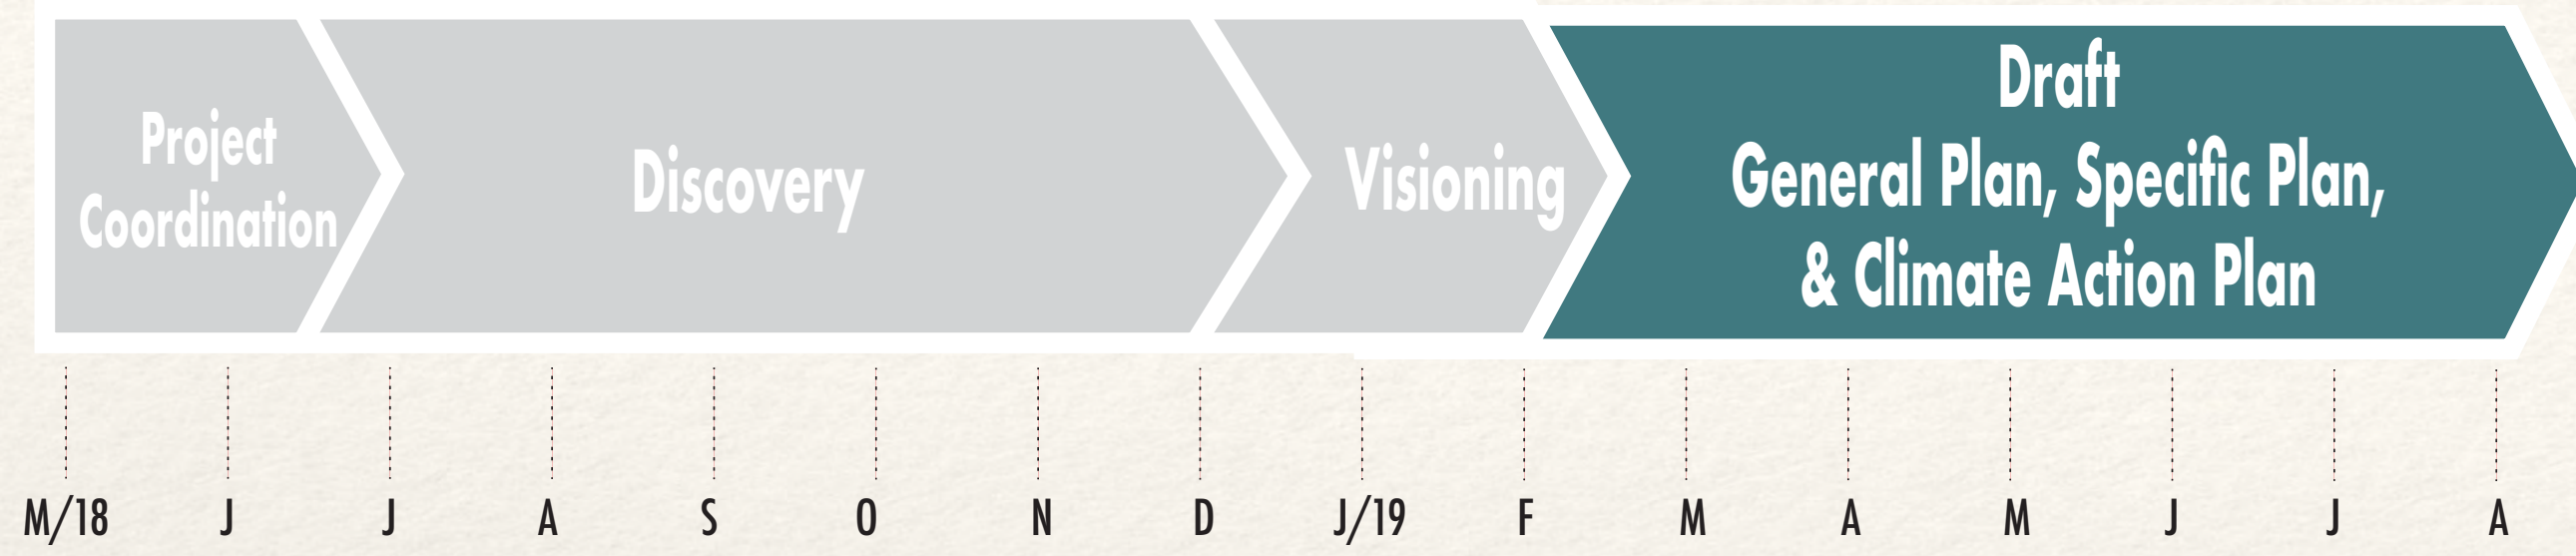 Project
Coordination
Discovery
Visioning
Draft
General Plan, Specific Plan,
& Climate Action Plan
M/18 J J A S O N D J/19 F M A M J J A